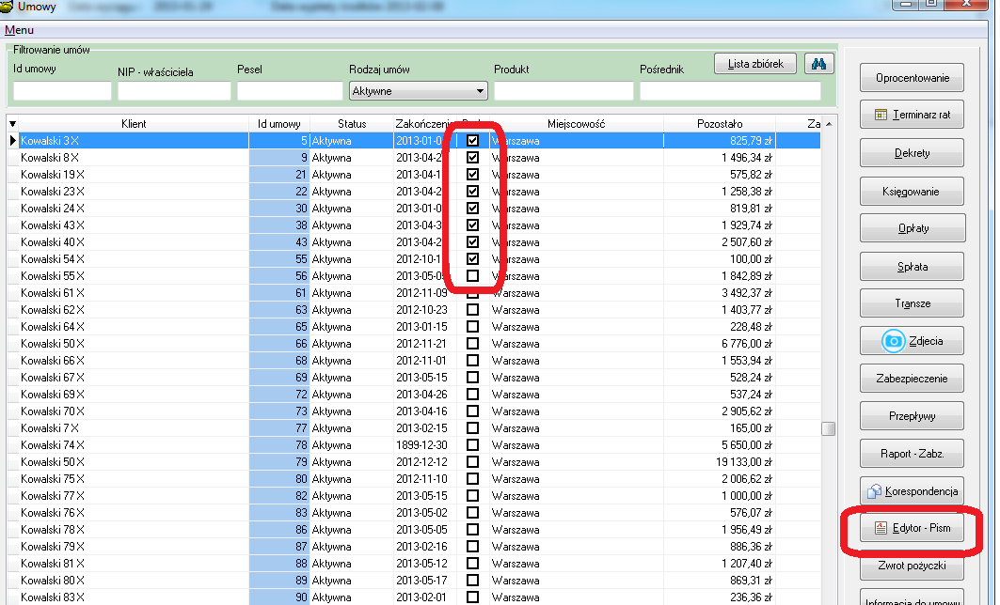 Umowy
Menu
Filtrowanie umów
Id umowy NIP - właściciela Pesel Rodzaj umów Produkt Pośrednik Lista zbiórek
Aktywne
Klient Id umowy Status Zakończenie Miejscowość Pozostało Za
Kowalski 3 X 5 Aktywna 2013-01-0 Warszawa 825,79 zł
Kowalski 8 X 9 Aktywna 2013-04-2 Warszawa 1 496,34 zł
Kowalski 19 X 21 Aktywna 2013-04-1 Warszawa 575,82 zł
Kowalski 23 X 22 Aktywna 2013-04-2 Warszawa 1 258,38 zł
Kowalski 24 X 30 Aktywna 2013-01-0 Warszawa 819,81 zł
Kowalski 43 X 38 Aktywna 2013-04-3 Warszawa 1 929,74 zł
Kowalski 40 X 43 Aktywna 2013-04-2 Warszawa 2 507,60 zł
Kowalski 54 X 55 Aktywna 2012-10-1 Warszawa 100,00 zł
Kowalski 55 X 56 Aktywna 2013-05-0 Warszawa 1 842,89 zł
Kowalski 61 X 61 Aktywna 2012-11-09 Warszawa 3 492,37 zł
Kowalski 62 X 63 Aktywna 2012-10-23 Warszawa 1 403,77 zł
Kowalski 64 X 65 Aktywna 2013-01-15 Warszawa 228,48 zł
Kowalski 50 X 66 Aktywna 2012-11-21 Warszawa 6 776,00 zł
Kowalski 66 X 68 Aktywna 2012-11-01 Warszawa 1 553,94 zł
Kowalski 67 X 69 Aktywna 2013-05-15 Warszawa 528,24 zł
Kowalski 69 X 72 Aktywna 2013-04-26 Warszawa 537,24 zł
Kowalski 70 X 73 Aktywna 2013-04-16 Warszawa 2 905,62 zł
Kowalski 7 X 77 Aktywna 2013-02-15 Warszawa 165,00 zł
Kowalski 74 X 78 Aktywna 1899-12-30 Warszawa 5 650,00 zł
Kowalski 50 X 79 Aktywna 2012-12-12 Warszawa 19 133,00 zł
Kowalski 75 X 80 Aktywna 2012-11-10 Warszawa 2 006,62 zł
Kowalski 77 X 82 Aktywna 2013-05-15 Warszawa 1 000,00 zł
Kowalski 76 X 83 Aktywna 2013-05-02 Warszawa 576,07 zł
Kowalski 78 X 86 Aktywna 2013-05-05 Warszawa 1 956,49 zł
Kowalski 79 X 87 Aktywna 2013-02-16 Warszawa 886,36 zł
Kowalski 81 X 88 Aktywna 2013-05-12 Warszawa 1 207,40 zł
Kowalski 80 X 89 Aktywna 2013-05-17 Warszawa 869,31 zł
Kowalski 83 X 90 Aktywna 2013-02-01 Warszawa 236,36 zł
Oprocentowanie
Terminarz rat
Dekrety
Księgowanie
Opłaty
Spłata
Transze
Zdjecia
Zabezpieczenie
Przepływy
Raport - Zabz.
Korespondencja
Edytor - Pism
Zwrot pożyczki
Informacja do umowy